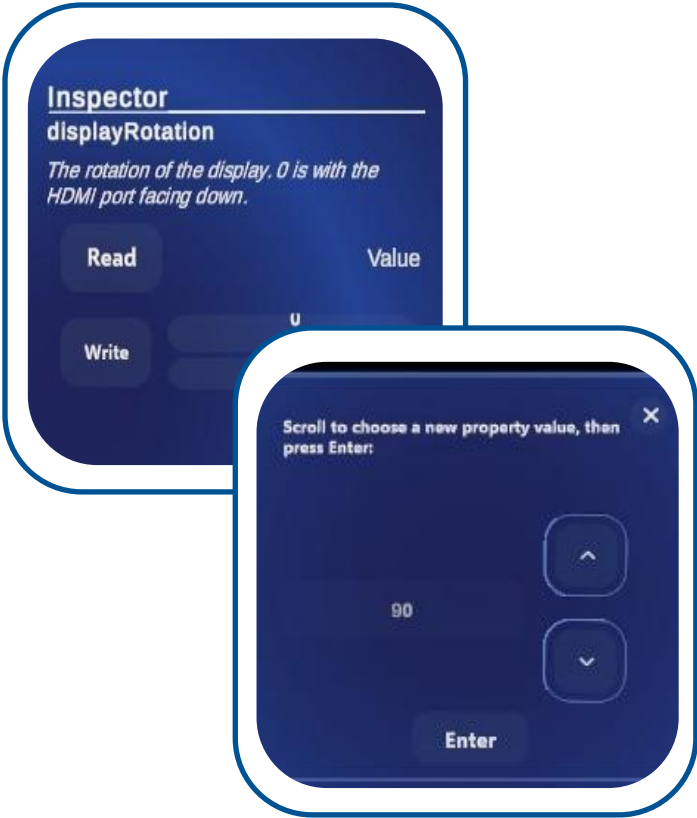 Inspector
displayRotation
The rotation of the display. 0 is with the
HDMI port facing down.
Read
Value
0
Write
Scroll to choose a new property value, then
press Enter:
90
Enter